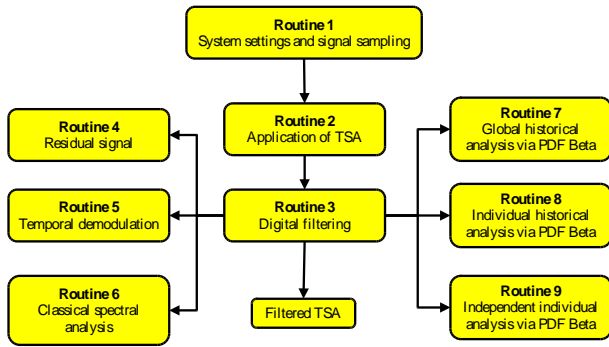 Routine 1
System settings and signal sampling
Routine 2
Application of TSA
Routine 3
Digital filtering
Filtered TSA
Routine 4
Residual signal
Routine 5
Temporal demodulation
Routine 6
Classical spectral
analysis
Routine 7
Global historical
analysis via PDF Beta
Routine 8
Individual historical
analysis via PDF Beta
Routine 9
Independent individual
analysis via PDF Beta